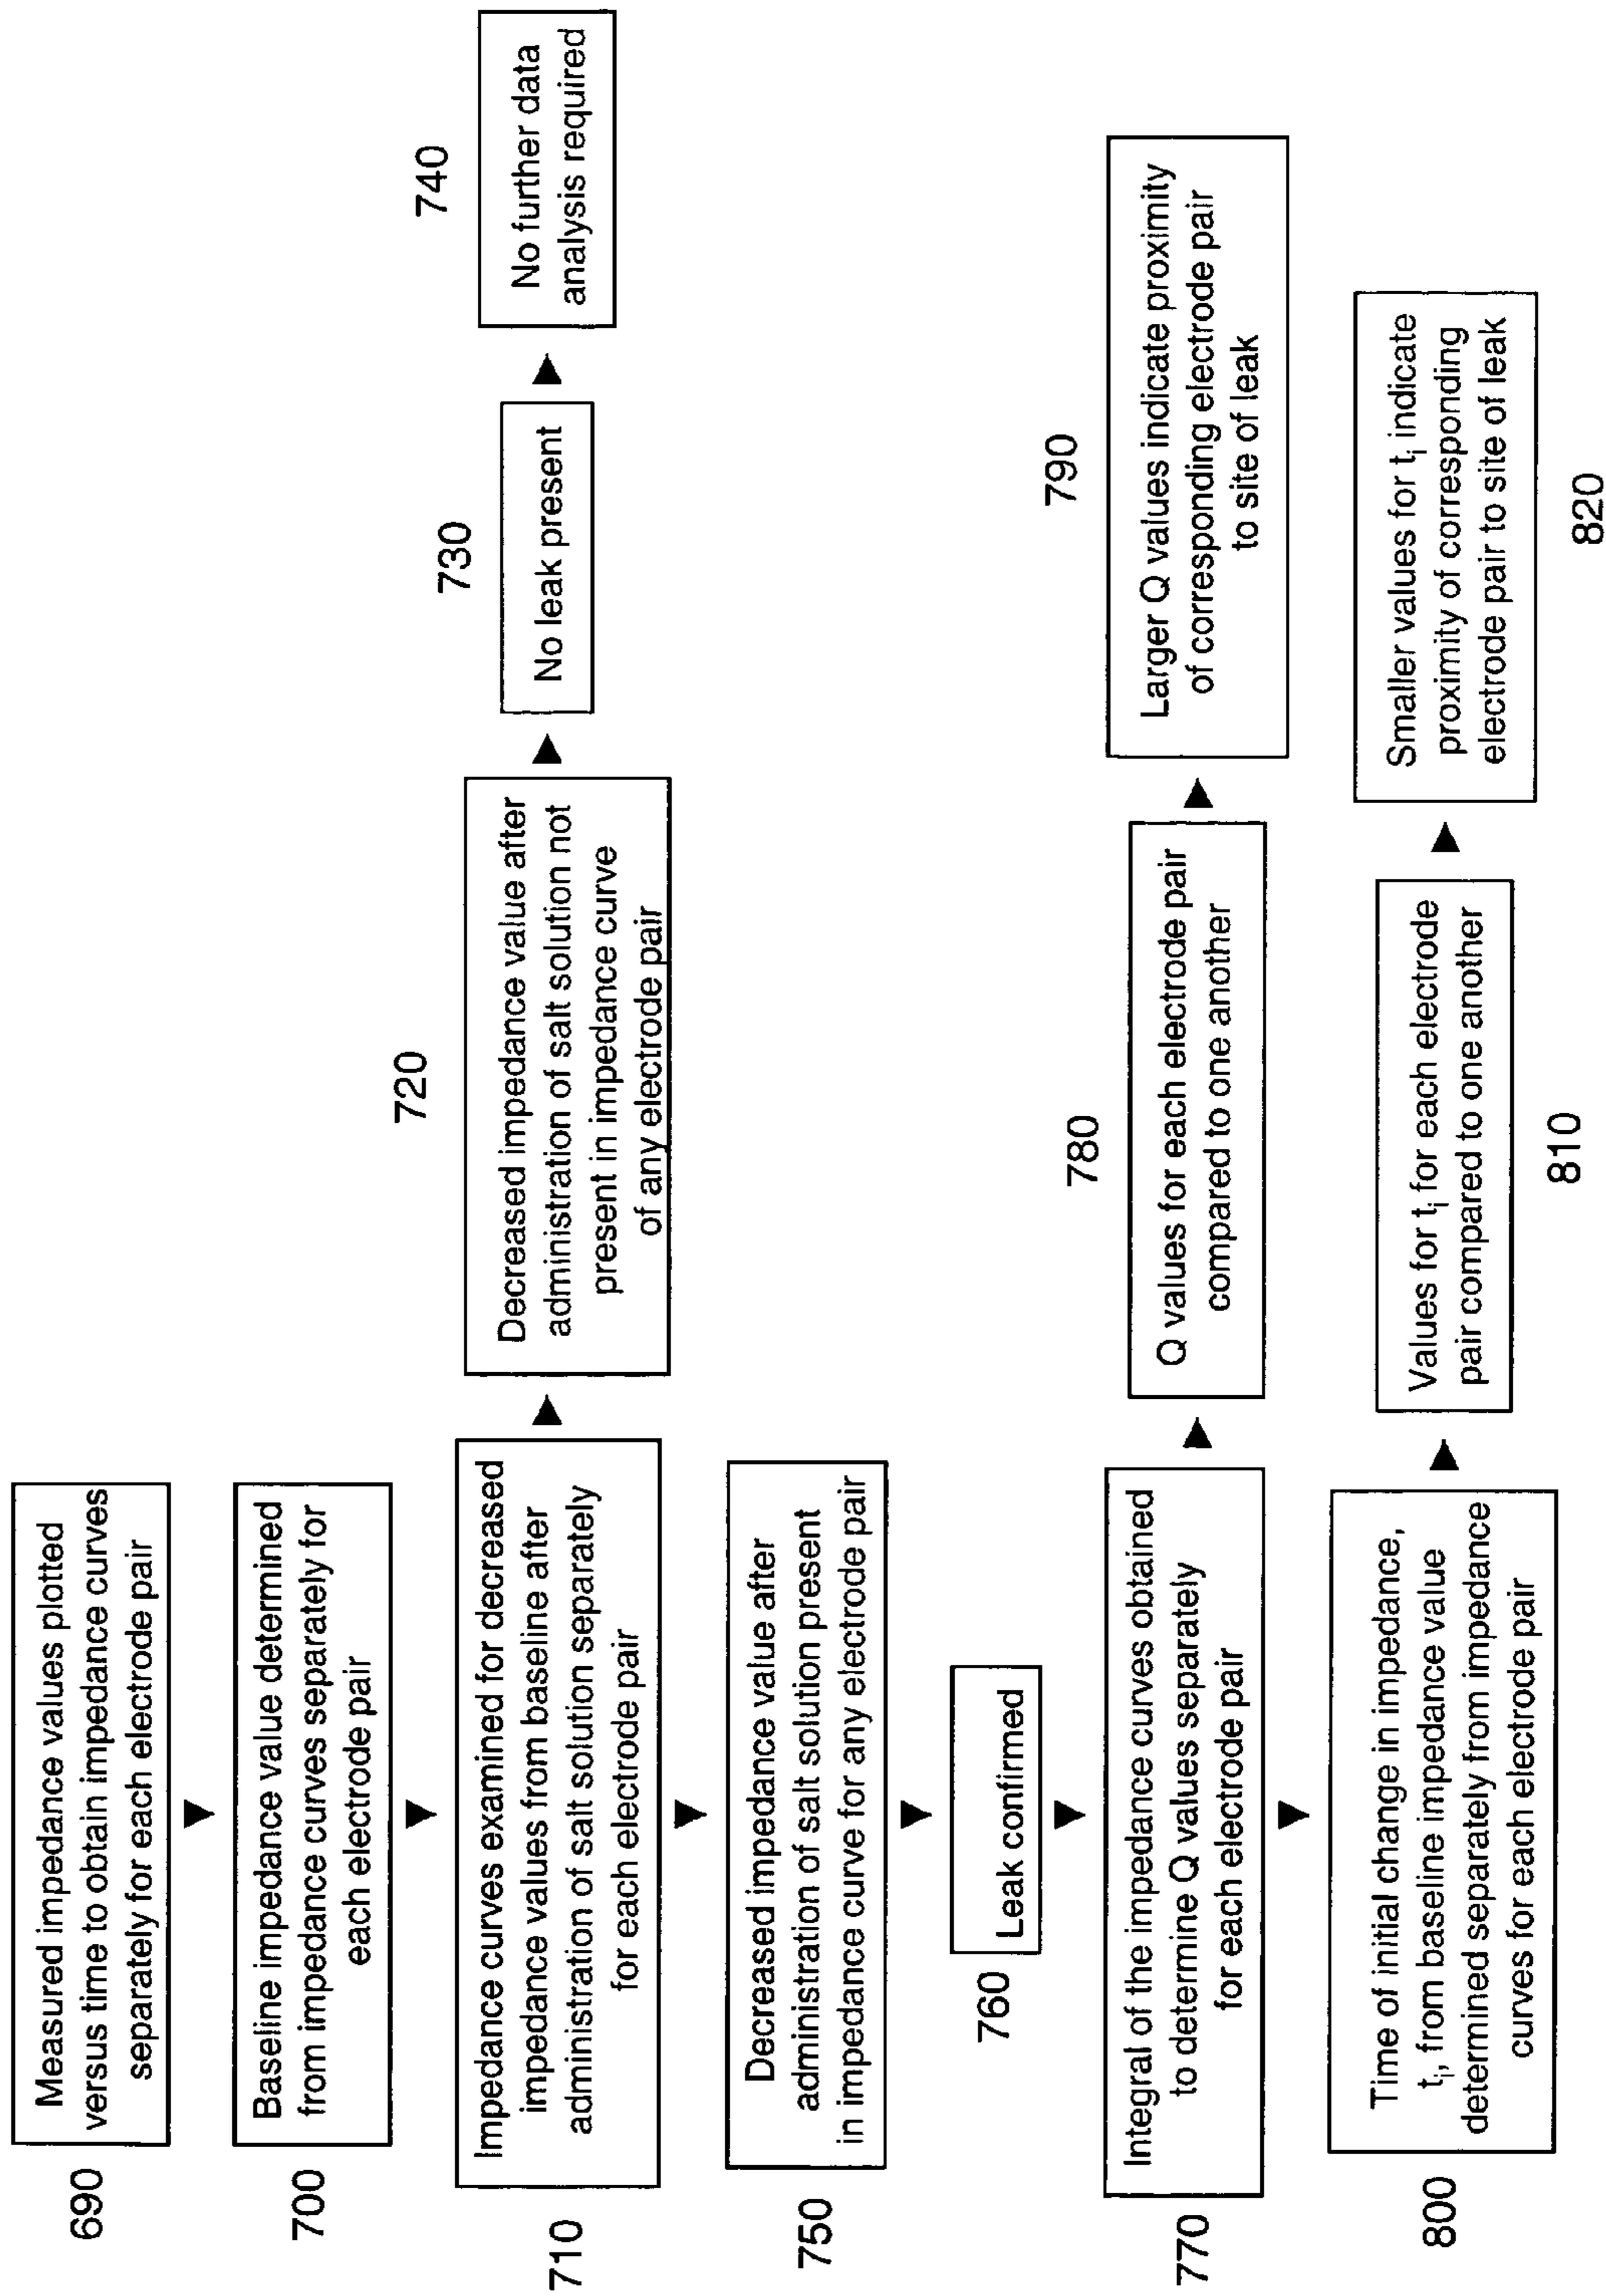 690
Measured impedance values plotted
versus time to obtain impedance curves
separately for each electrode pair
700
Baseline impedance value determined
from impedance curves separately for
each electrode pair
710
Impedance curves examined for decreased
impedance values from baseline after
administration of salt solution separately
for each electrode pair
720
Decreased impedance value after
administration of salt solution not
present in impedance curve
of any electrode pair
730
No leak present
740
No further data
analysis required
750
Decreased impedance value after
administration of salt solution present
in impedance curve for any electrode pair
760
Leak confirmed
770
Integral of the impedance curves obtained
to determine Q values separately
for each electrode pair
780
Q values for each electrode pair
compared to one another
790
Larger Q values indicate proximity
of corresponding electrode pair
to site of leak
800
Time of initial change in impedance,
tᵢ, from baseline impedance value
determined separately from impedance
curves for each electrode pair
Values for tᵢ for each electrode
pair compared to one another
810
Smaller values for tᵢ indicate
proximity of corresponding
electrode pair to site of leak
820